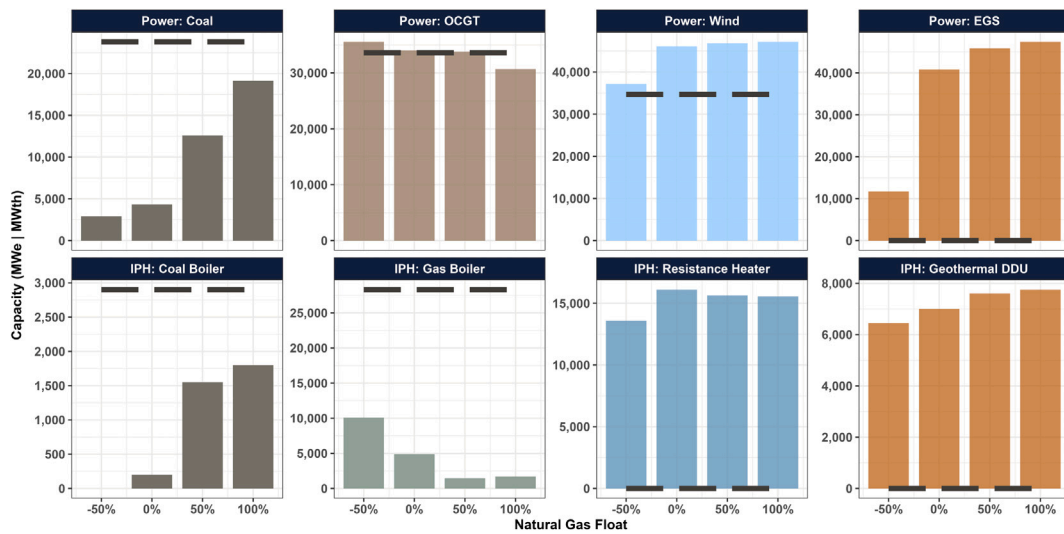 Power: Coal
Power: OCGT
Power: Wind
Power: EGS
20,000
15,000
10,000
5,000
0
30,000
20,000
10,000
0
40,000
30,000
20,000
10,000
0
40,000
30,000
20,000
10,000
0
Capacity (MWe | MWth)
IPH: Coal Boiler
IPH: Gas Boiler
IPH: Resistance Heater
IPH: Geothermal DDU
3,000
2,500
2,000
1,500
1,000
500
0
25,000
20,000
15,000
10,000
5,000
0
15,000
10,000
5,000
0
8,000
6,000
4,000
2,000
0
-50% 0% 50% 100%
-50% 0% 50% 100%
-50% 0% 50% 100%
-50% 0% 50% 100%
Natural Gas Float